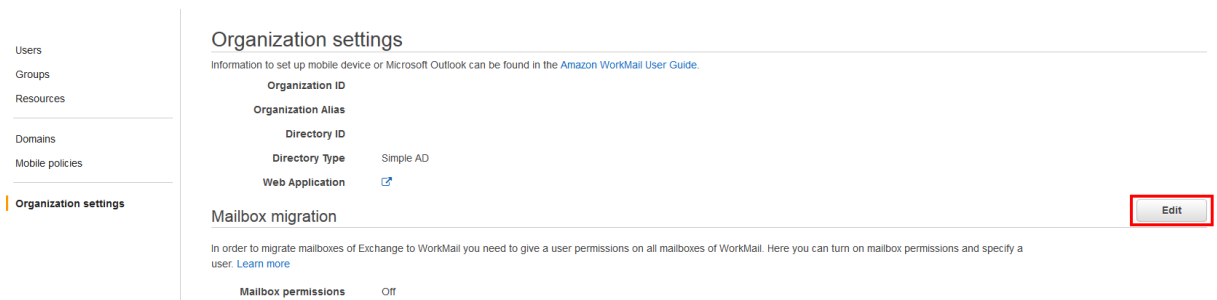 Users
Groups
Resources
Domains
Mobile policies
Organization settings
Organization settings
Information to set up mobile device or Microsoft Outlook can be found in the Amazon WorkMail User Guide.
Organization ID
Organization Alias
Directory ID
Directory Type Simple AD
Web Application
Mailbox migration
Edit
In order to migrate mailboxes of Exchange to WorkMail you need to give a user permissions on all mailboxes of WorkMail. Here you can turn on mailbox permissions and specify a
user. Learn more
Mailbox permissions Off